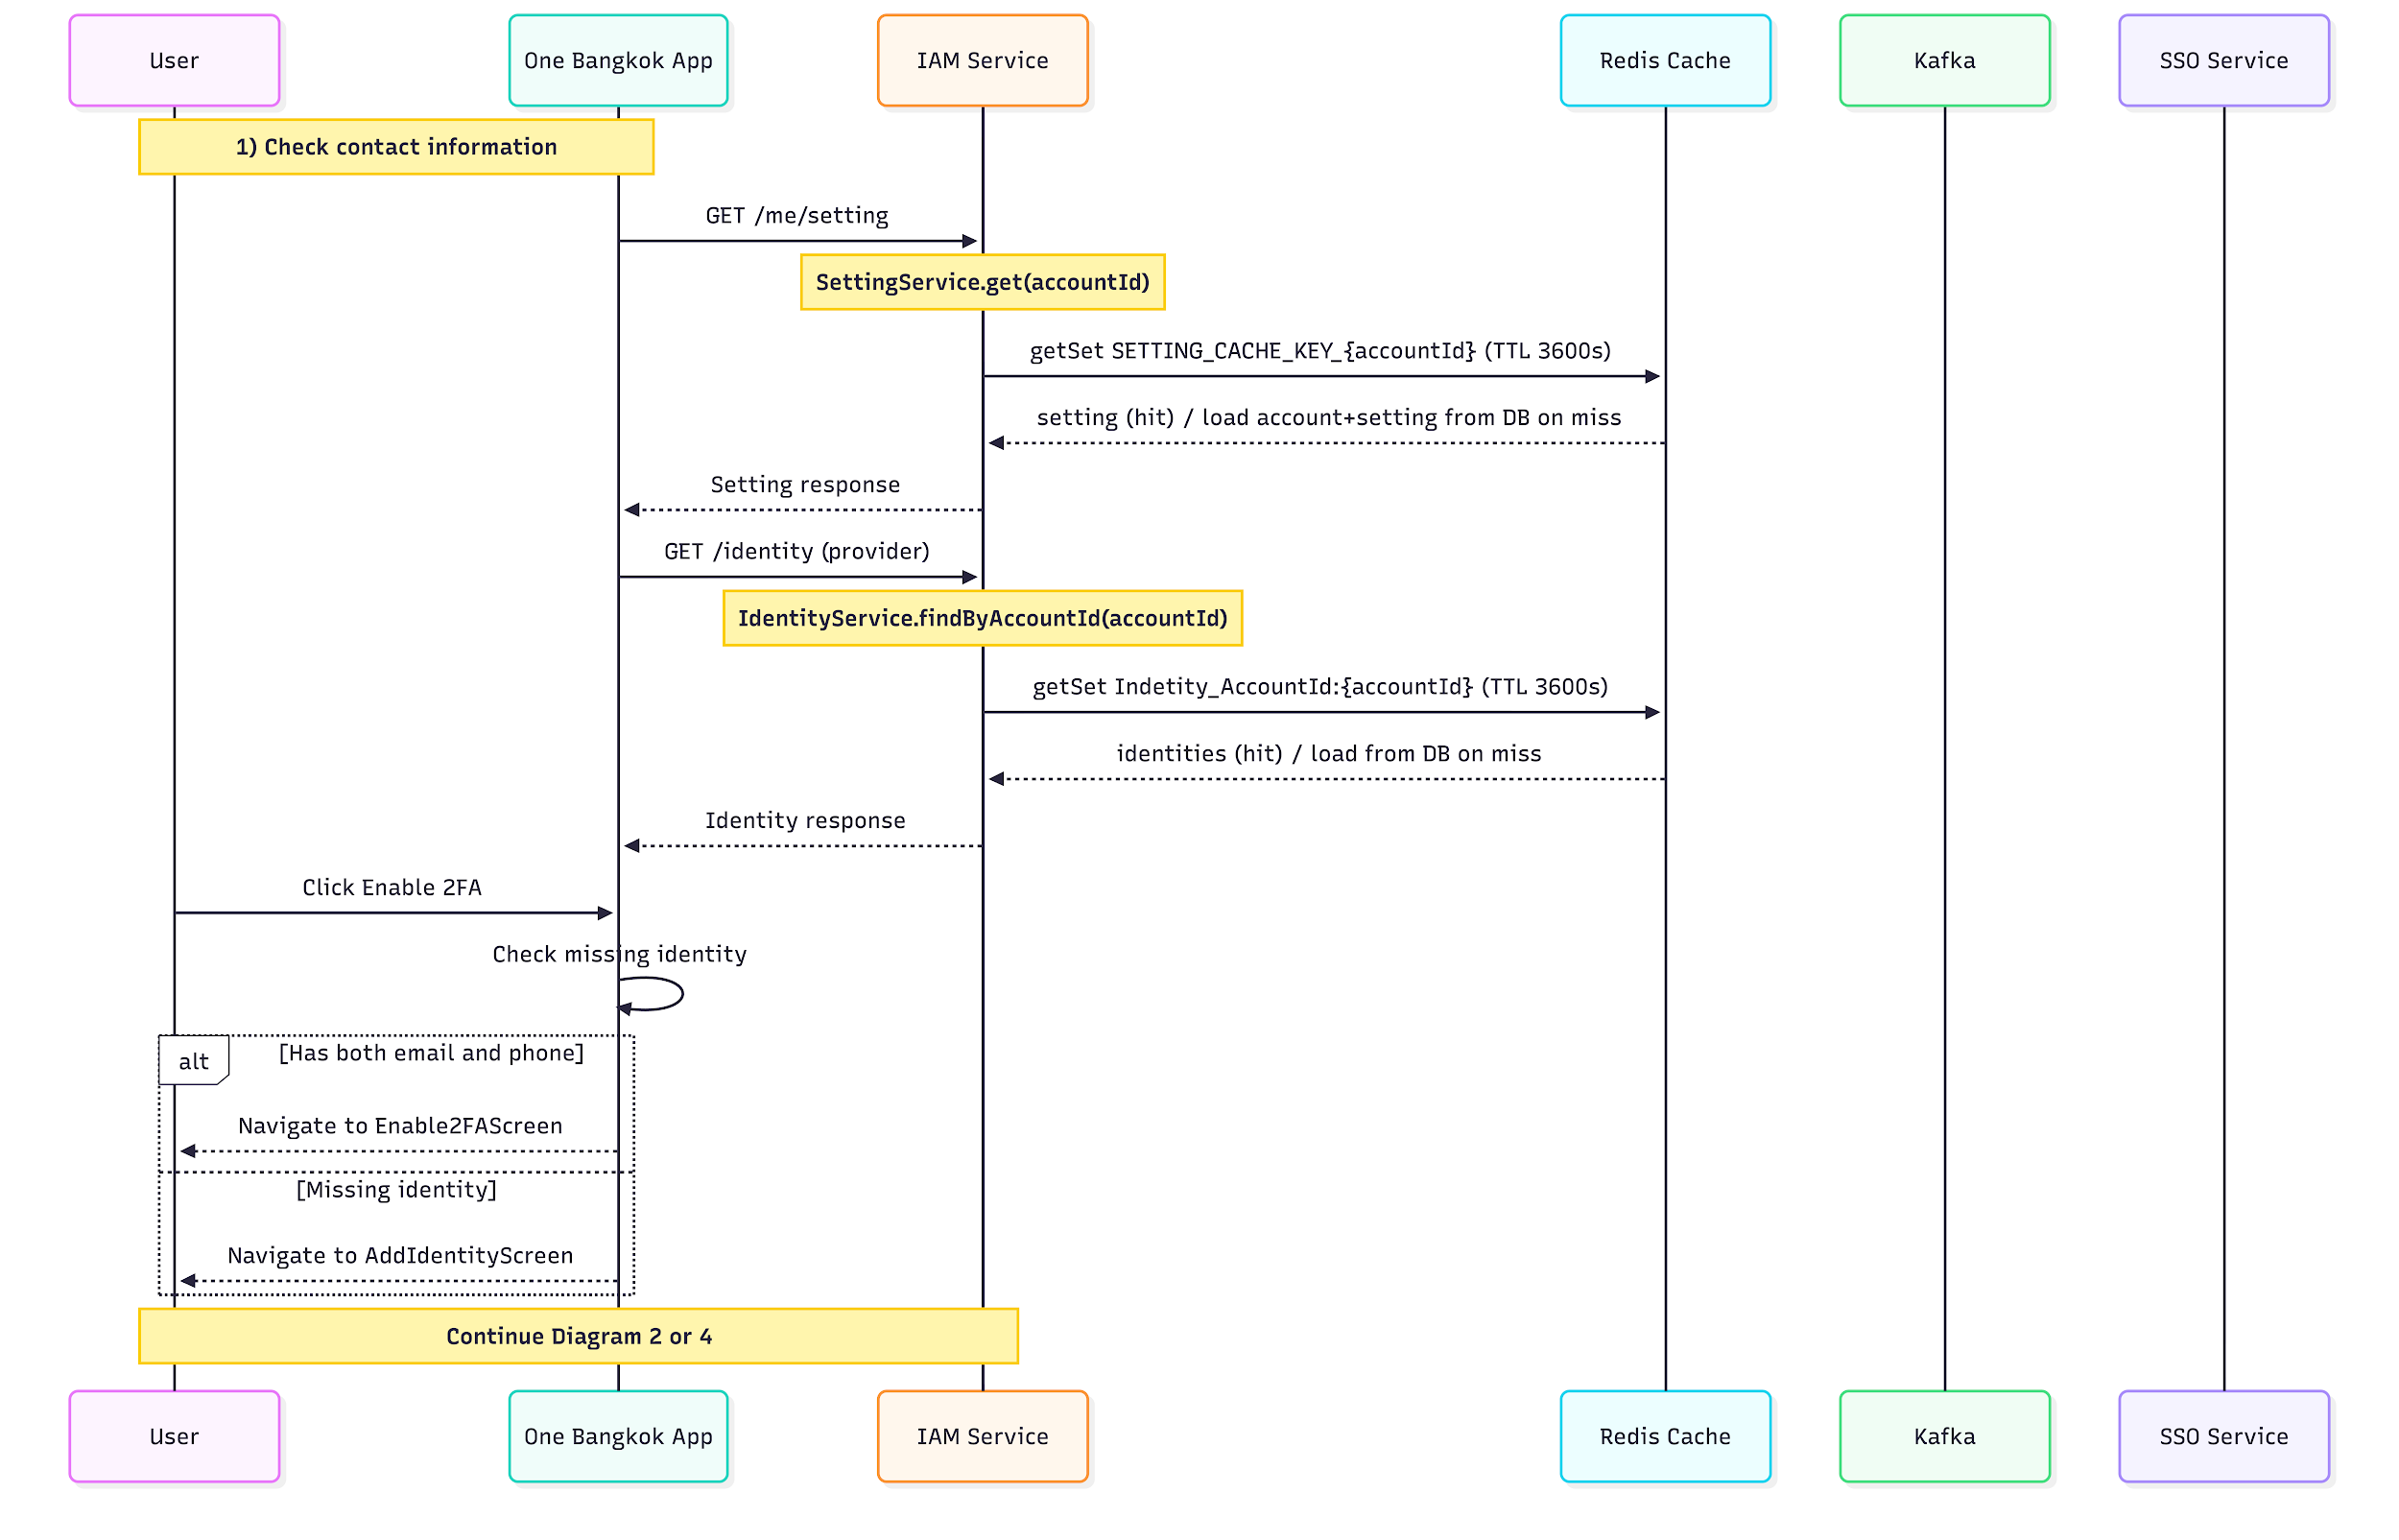 User
One Bangkok App
IAM Service
Redis Cache
Kafka
SSO Service
1) Check contact information
GET /me/setting
SettingService.get(accountId)
getSet SETTING_CACHE_KEY_{accountId} (TTL 3600s)
setting (hit) / load account+setting from DB on miss
Setting response
GET /identity (provider)
IdentityService.findByAccountId(accountId)
getSet Indetity_AccountId:{accountId} (TTL 3600s)
identities (hit) / load from DB on miss
Identity response
Click Enable 2FA
Check missing identity
alt
[Has both email and phone]
Navigate to Enable2FAScreen
[Missing identity]
Navigate to AddIdentityScreen
Continue Diagram 2 or 4
User
One Bangkok App
IAM Service
Redis Cache
Kafka
SSO Service